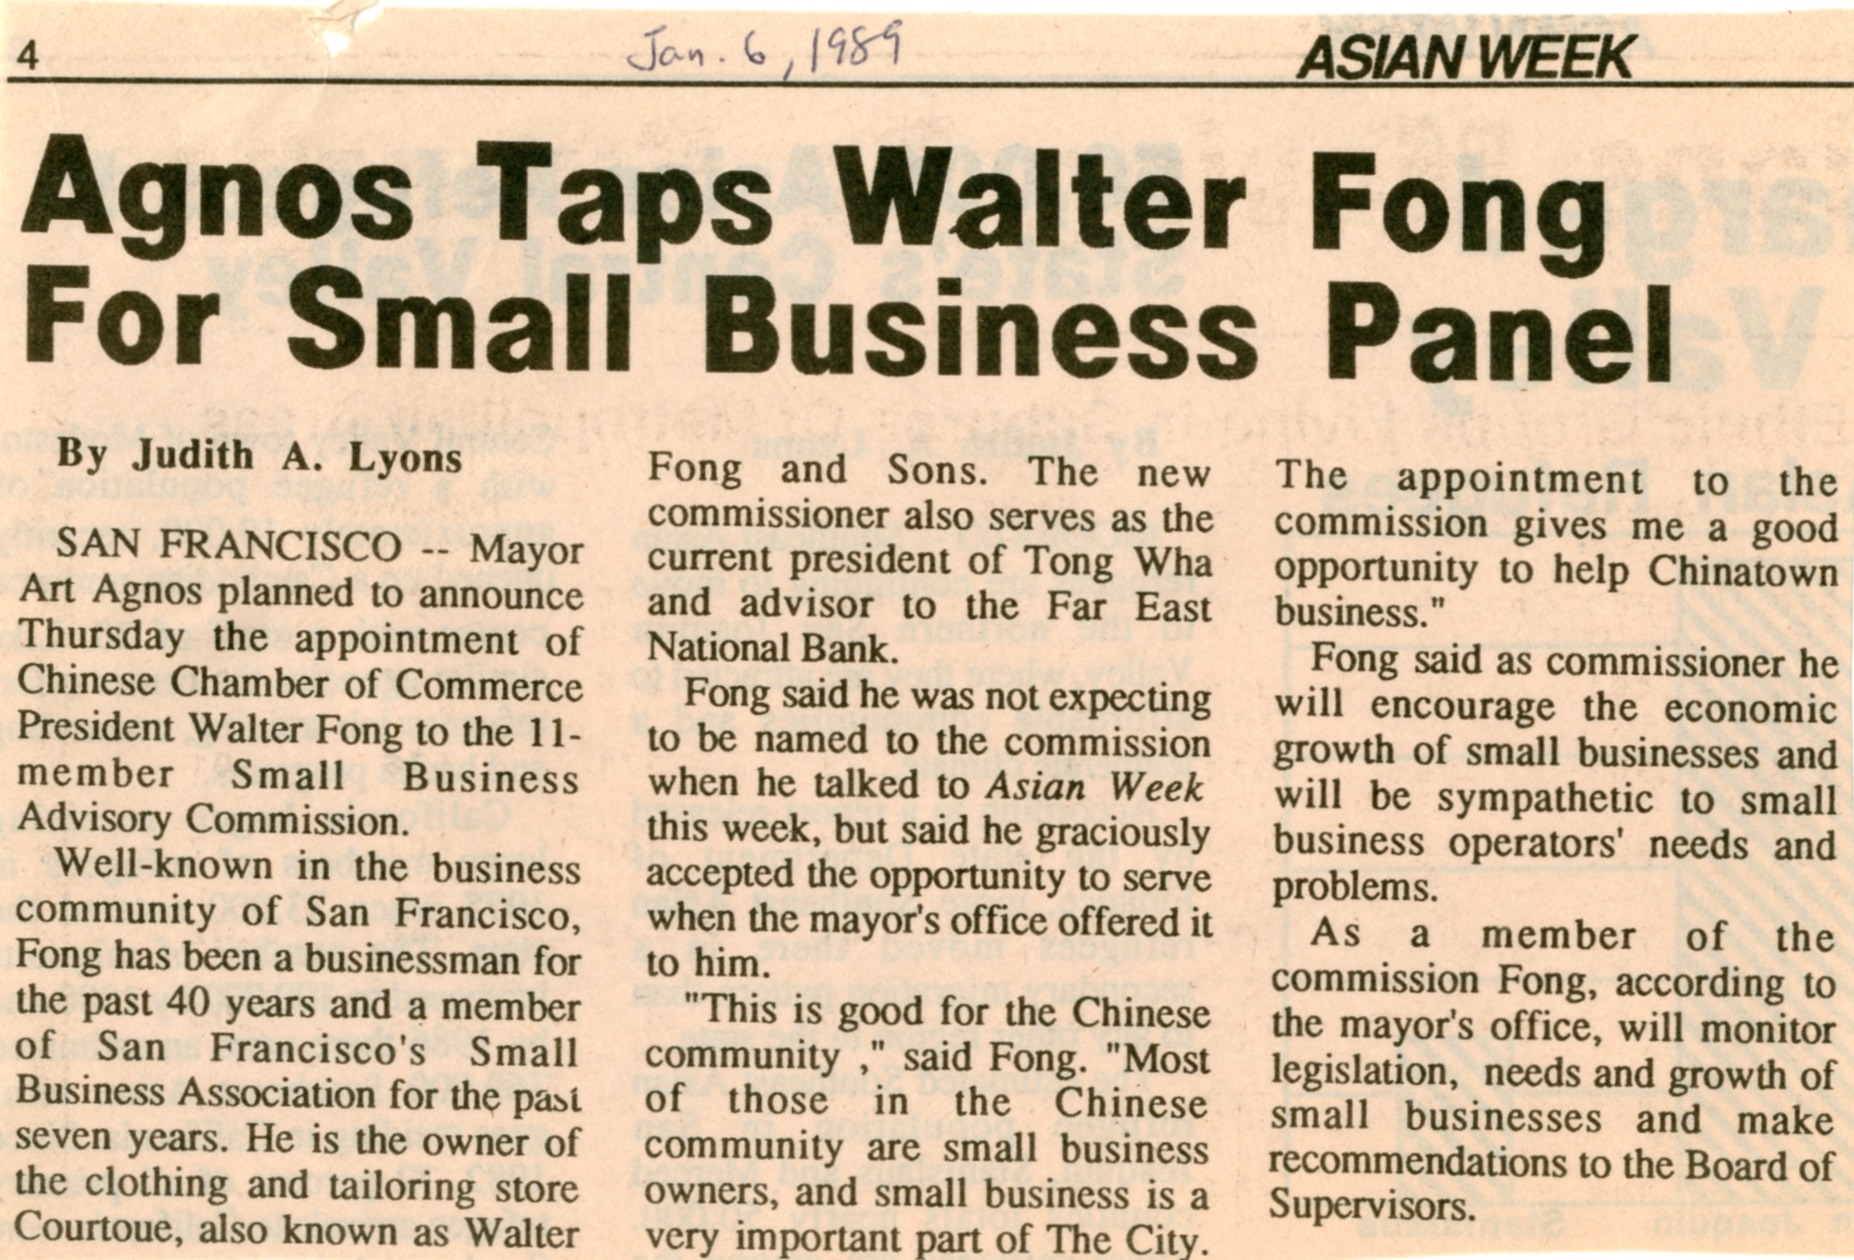 4
Jan. 6, 1989
ASIAN WEEK
Agnos Taps Walter Fong
For Small Business Panel
By Judith A. Lyons
SAN FRANCISCO -- Mayor
Art Agnos planned to announce
Thursday the appointment of
Chinese Chamber of Commerce
President Walter Fong to the 11-
member Small Business
Advisory Commission.
Well-known in the business
community of San Francisco,
Fong has been a businessman for
the past 40 years and a member
of San Francisco's Small
Business Association for the past
seven years. He is the owner of
the clothing and tailoring store
Courtoue, also known as Walter
Fong and Sons. The new
commissioner also serves as the
current president of Tong Wha
and advisor to the Far East
National Bank.
Fong said he was not expecting
to be named to the commission
when he talked to Asian Week
this week, but said he graciously
accepted the opportunity to serve
when the mayor's office offered it
to him.
"This is good for the Chinese
community ," said Fong. "Most
of those in the Chinese
community are small business
owners, and small business is a
very important part of The City.
The appointment to the
commission gives me a good
opportunity to help Chinatown
business."
Fong said as commissioner he
will encourage the economic
growth of small businesses and
will be sympathetic to small
business operators' needs and
problems.
As a member of the
commission Fong, according to
the mayor's office, will monitor
legislation, needs and growth of
small businesses and make
recommendations to the Board of
Supervisors.